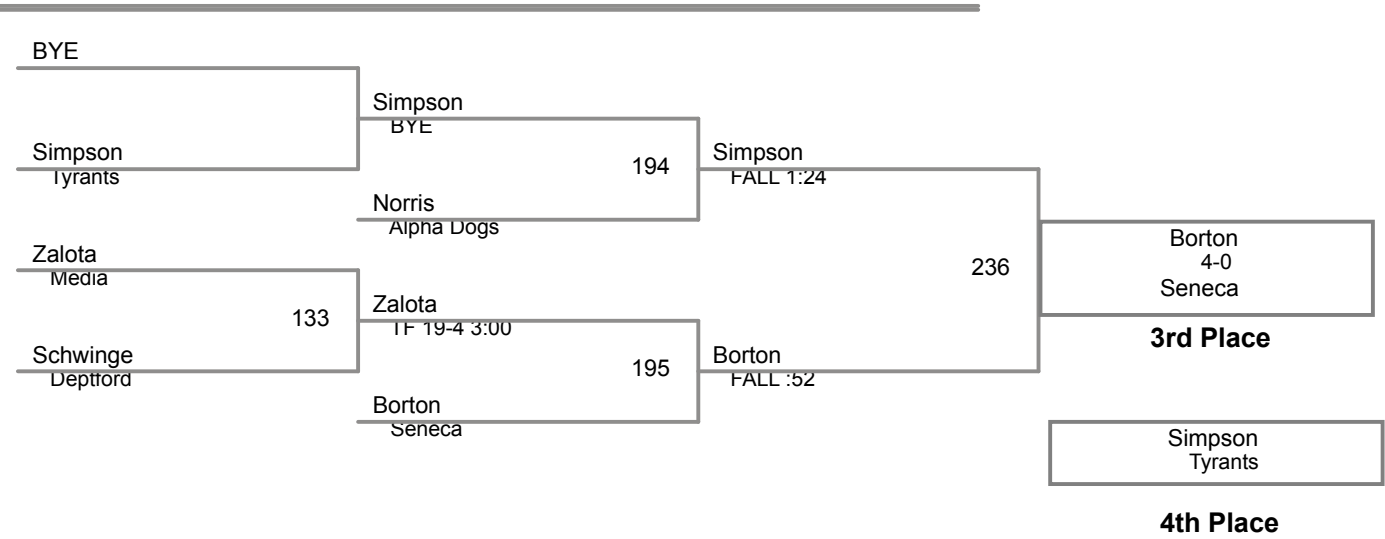 BYE
Simpson
Tyrants
Zalota
Media
133
Schwinge
Deptford
Simpson
BYE
194
Norris
Alpha Dogs
Zalota
TF 19-4 3:00
195
Borton
Seneca
Simpson
FALL 1:24
236
Borton
FALL :52
Borton
4-0
Seneca
3rd Place
Simpson
Tyrants
4th Place